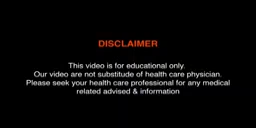 DISCLAIMER
This video is for educational only.
Our video are not substitude of health care physician.
Please seek your health care professional for any medical
related advised & information